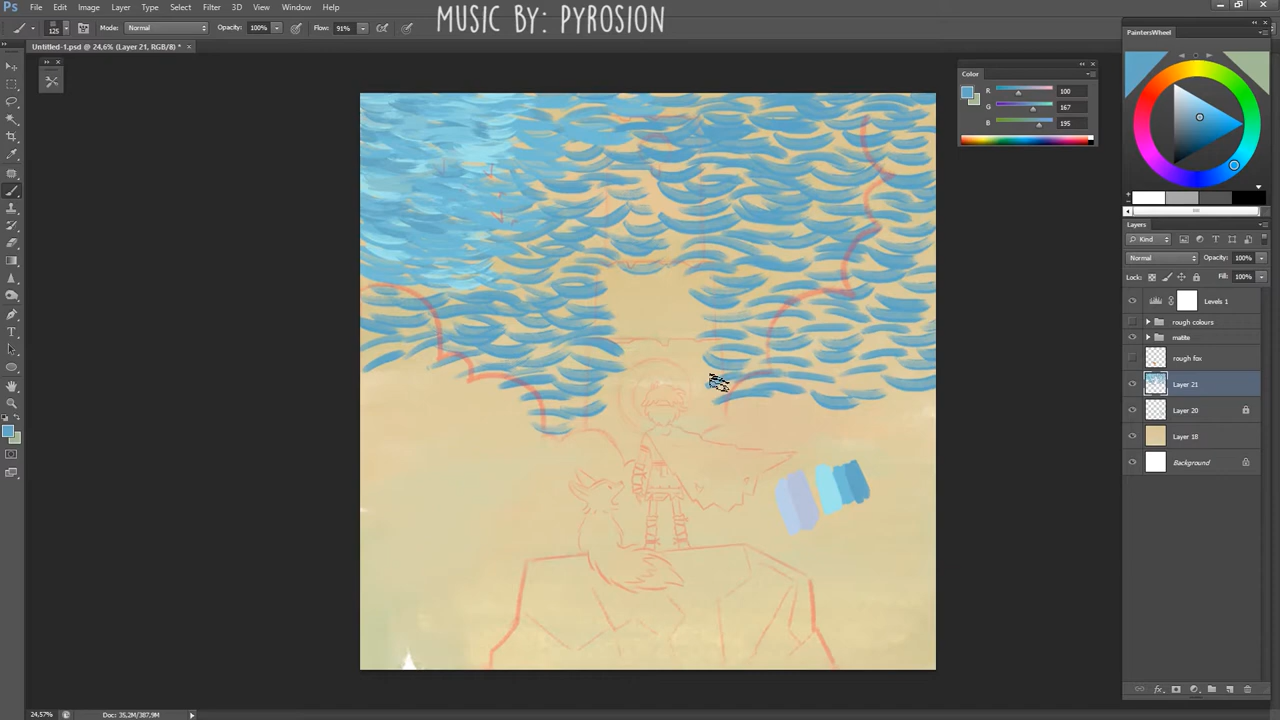 MUSIC BY: PYROSION
Ps File Edit Image Layer Type Select Filter 3D View Window Help
125 Mode: Normal Opacity: 100% Flow: 91%
Untitled-1.psd @ 24,6% (Layer 21, RGB/8) *
PaintersWheel
Color
R 100
G 167
B 195
Layers
Kind
Normal Opacity: 100%
Lock: Fill: 100%
Levels 1
rough colours
matite
rough fox
Layer 21
Layer 20
Layer 18
Background
24,57% Doc: 35,2M/387,9M